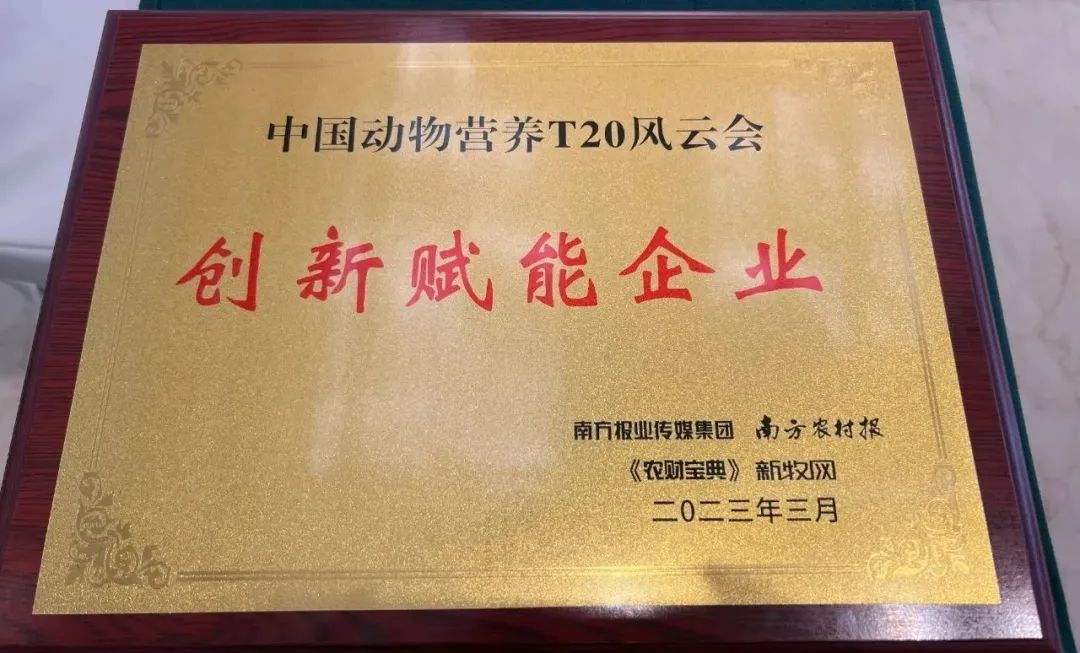 中国动物营养T20风云会
创新赋能企业
南方报业传媒集团 南方农村报
《农财宝典》新牧网
二0二三年三月